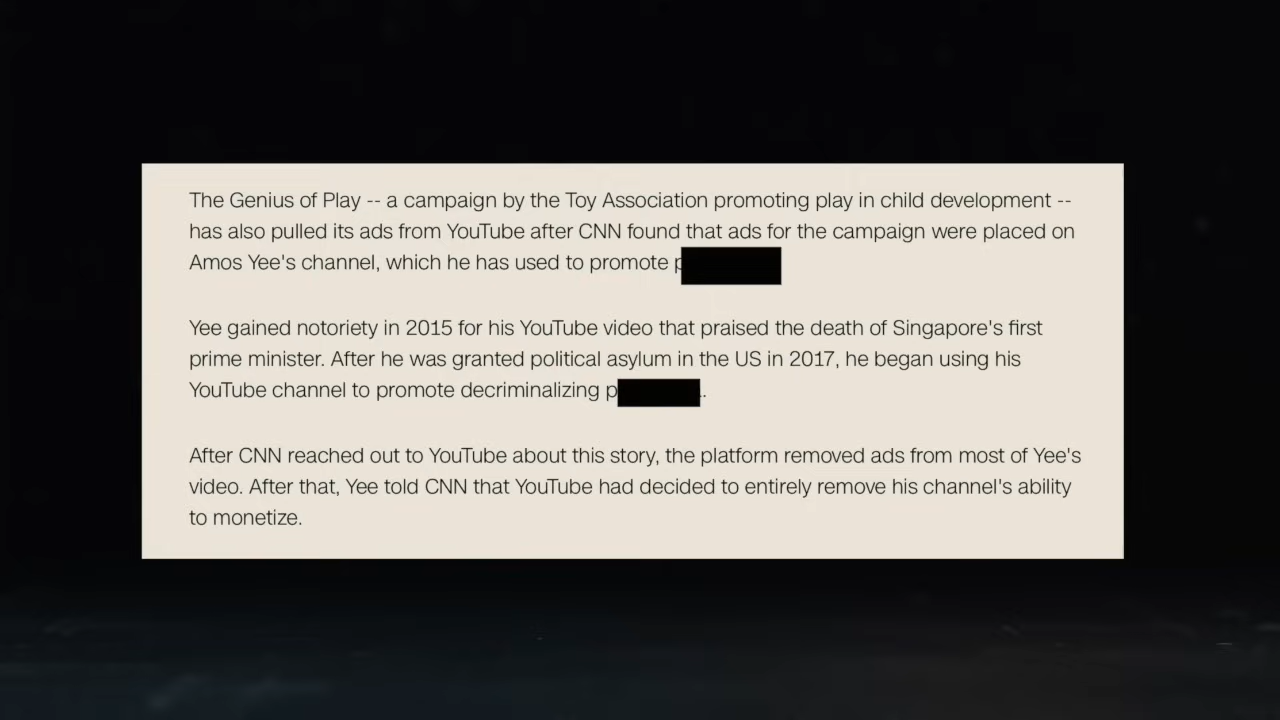 The Genius of Play -- a campaign by the Toy Association promoting play in child development --
has also pulled its ads from YouTube after CNN found that ads for the campaign were placed on
Amos Yee's channel, which he has used to promote
Yee gained notoriety in 2015 for his YouTube video that praised the death of Singapore's first
prime minister. After he was granted political asylum in the US in 2017, he began using his
YouTube channel to promote decriminalizing p .
After CNN reached out to YouTube about this story, the platform removed ads from most of Yee's
video. After that, Yee told CNN that YouTube had decided to entirely remove his channel's ability
to monetize.